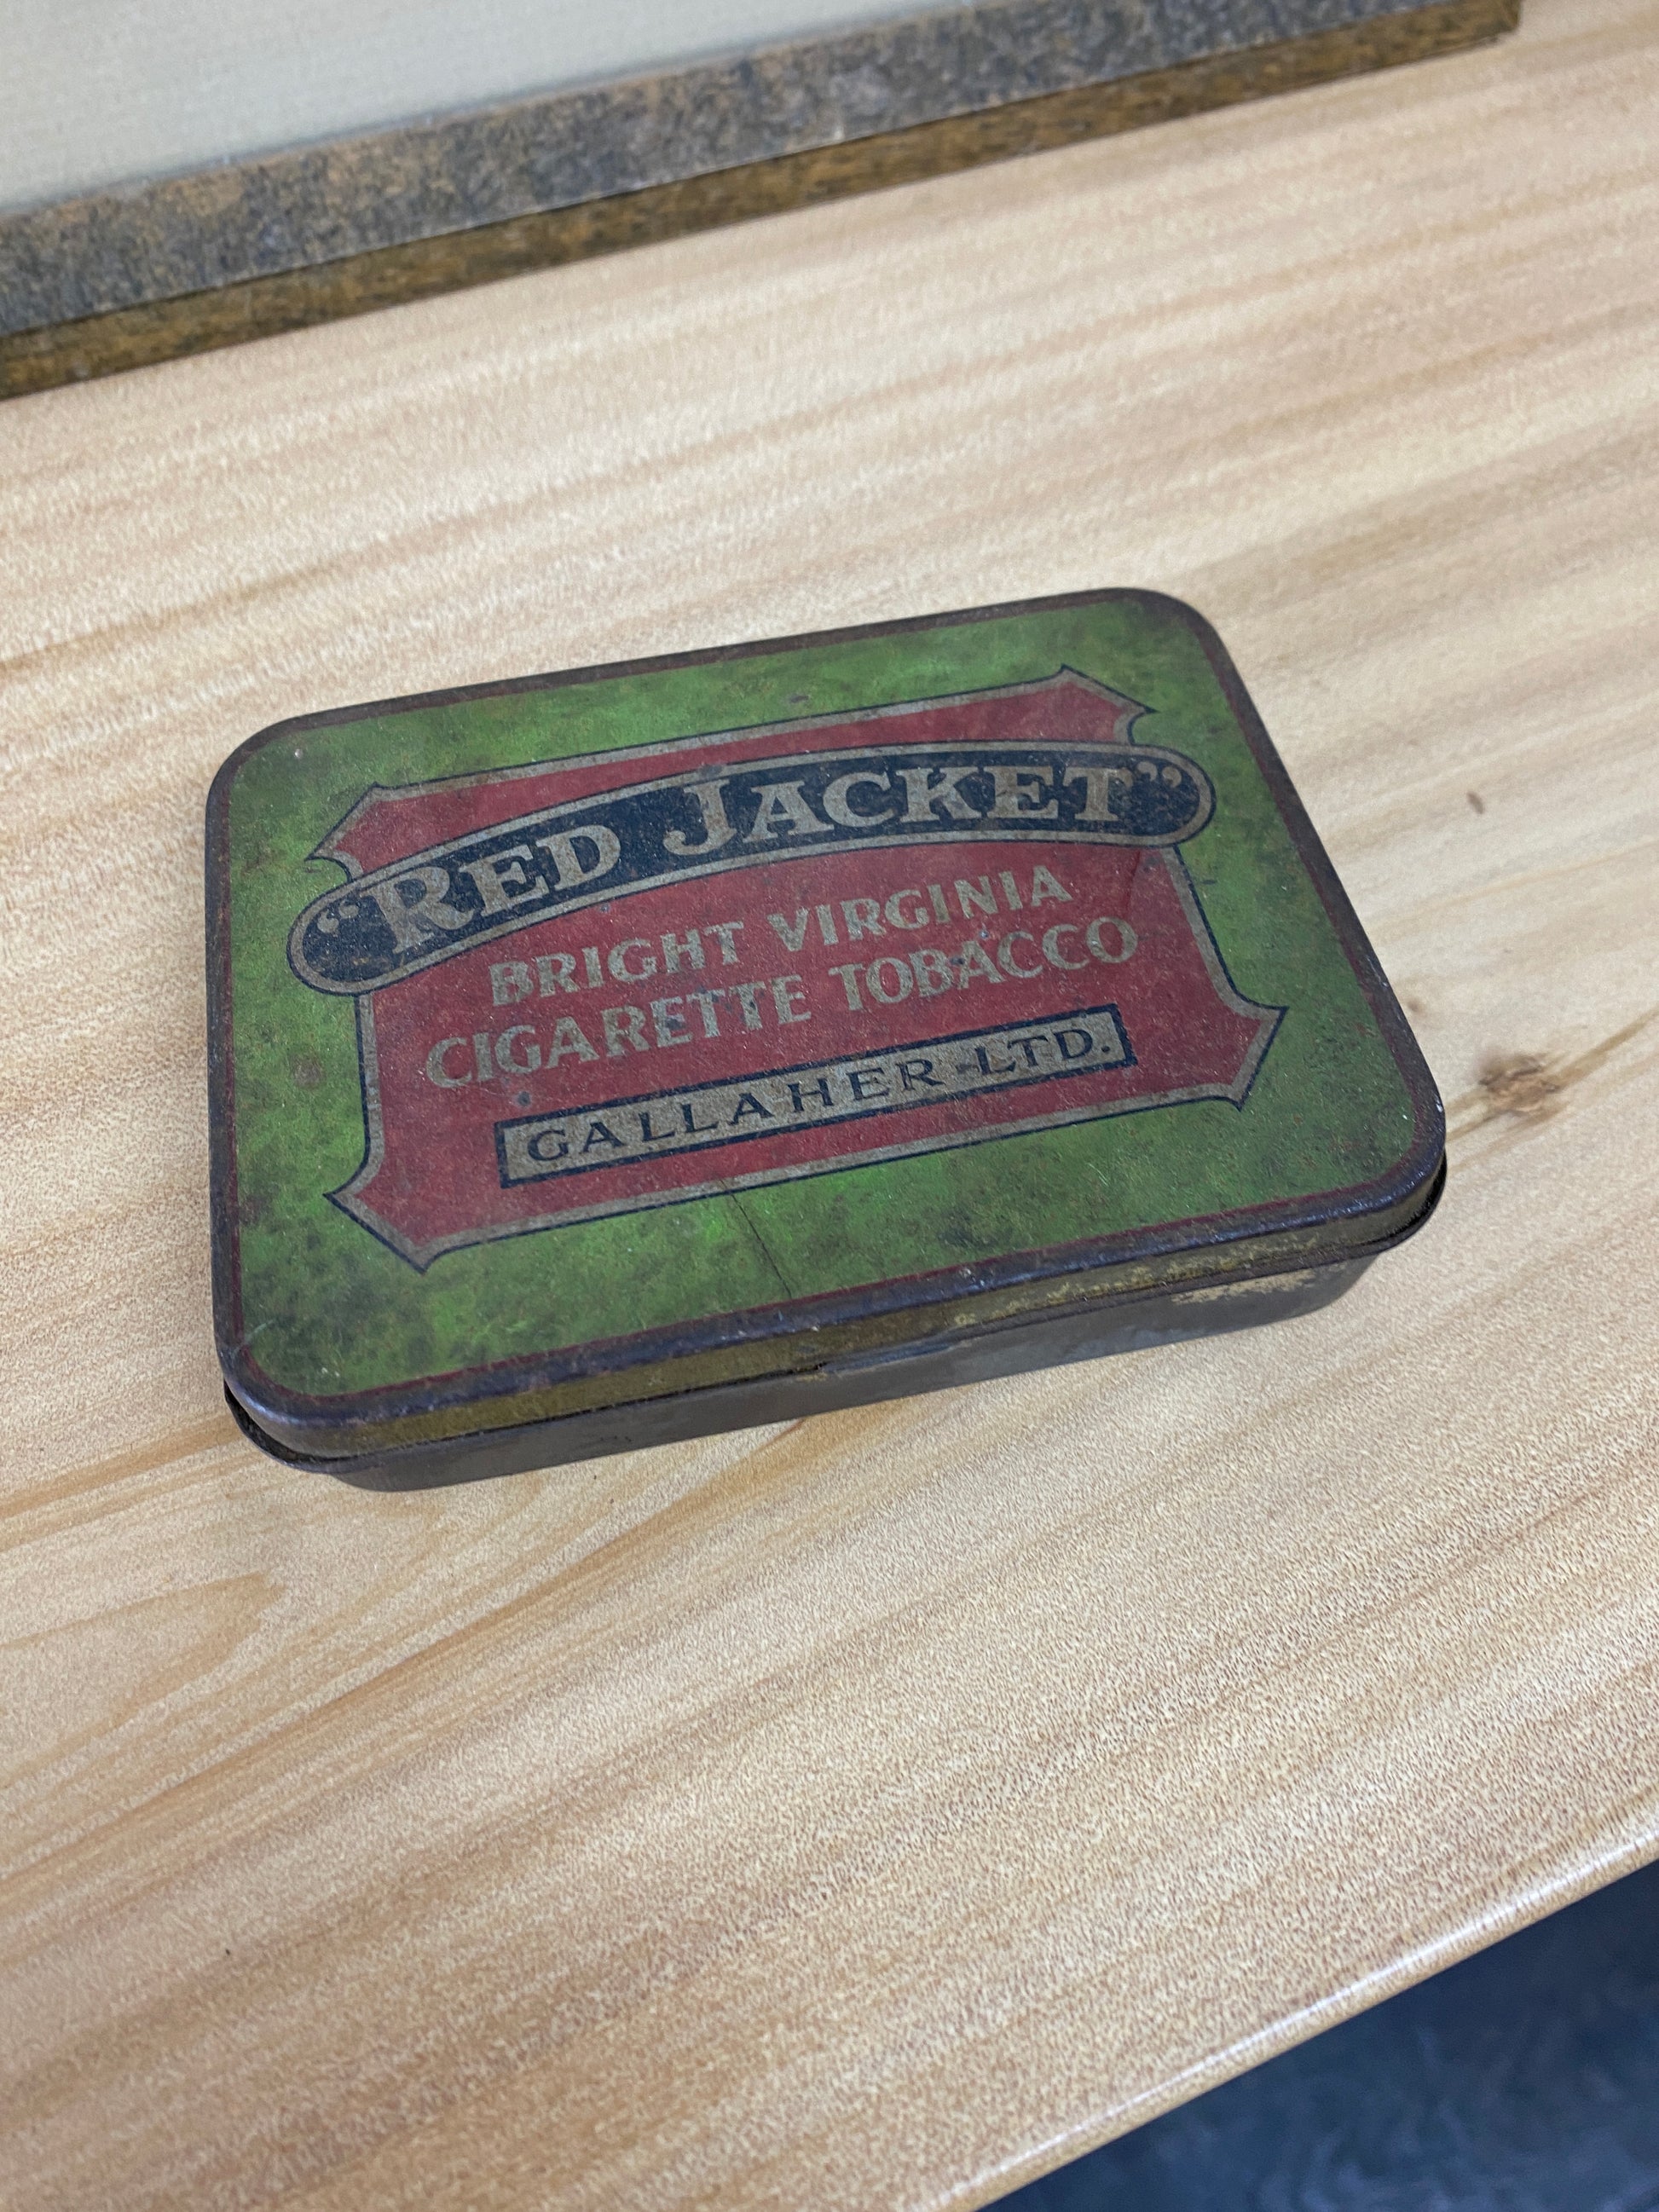 "RED JACKET"
BRIGHT VIRGINIA
CIGARETTE TOBACCO
GALLAHER LTD.